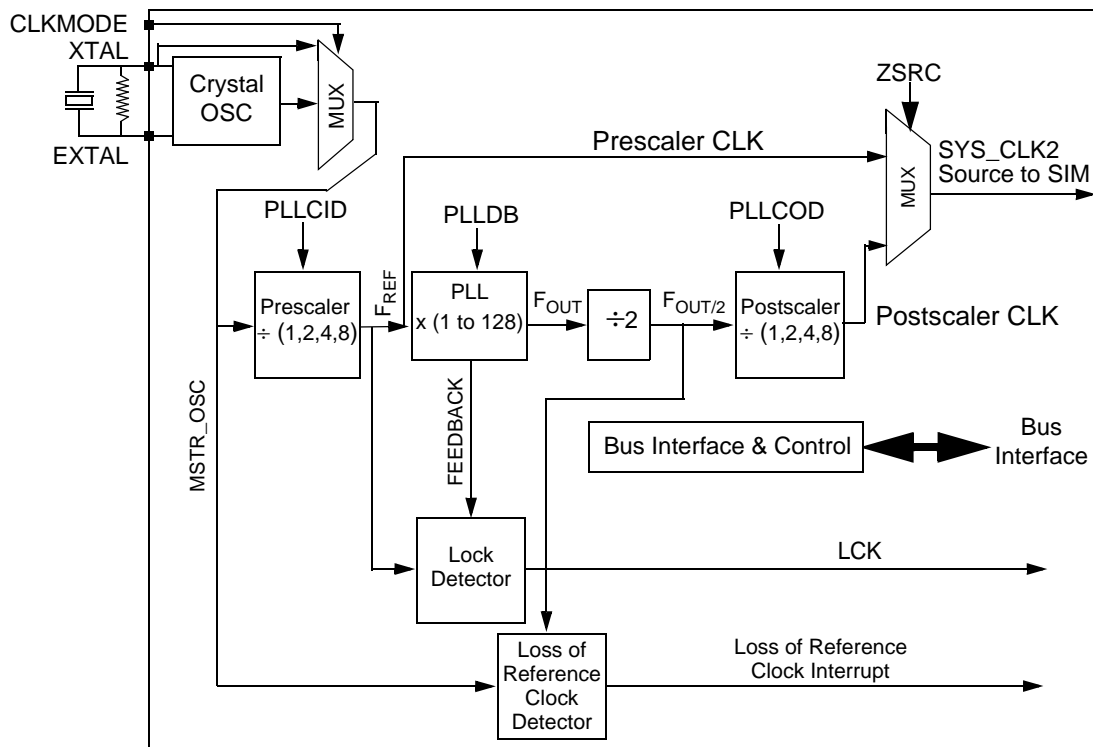 CLKMODE
XTAL
EXTAL
Crystal
OSC
MUX
ZSRC
Prescaler CLK
MUX
SYS_CLK2
Source to SIM
PLLCID
PLLDB
PLLCOD
Prescaler
÷ (1,2,4,8)
FREF
PLL
x (1 to 128)
FOUT
÷2
FOUT/2
Postscaler
÷ (1,2,4,8)
Postscaler CLK
MSTR_OSC
FEEDBACK
Bus Interface & Control
Bus
Interface
Lock
Detector
LCK
Loss of
Reference
Clock
Detector
Loss of Reference
Clock Interrupt